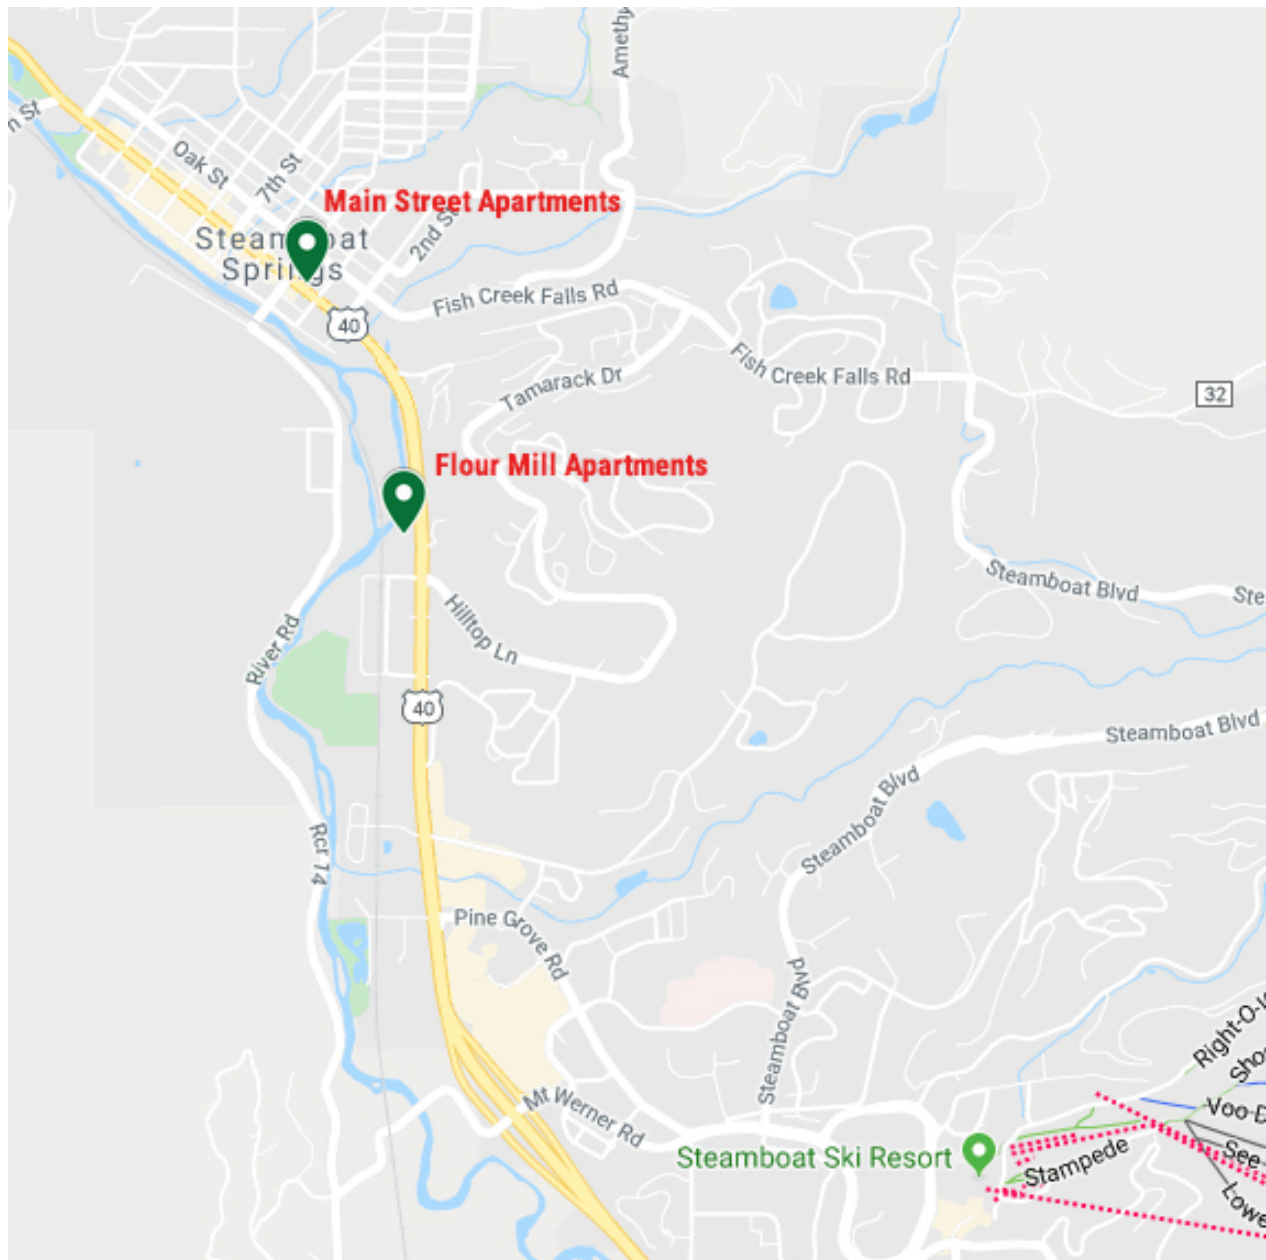 Amethy
n St
Oak St
7th St
Main Street Apartments
2nd St
Steamboat
Springs
Fish Creek Falls Rd
40
Fish Creek Falls Rd
Tamarack Dr
32
Flour Mill Apartments
Steamboat Blvd
Ste
Hilltop Ln
River Rd
40
Steamboat Blvd
Steamboat Blvd
Rcr 14
Pine Grove Rd
Steamboat Blvd
Right-O-
Sho
Mt Werner Rd
Voo D
See
Steamboat Ski Resort
Stampede
Lowe